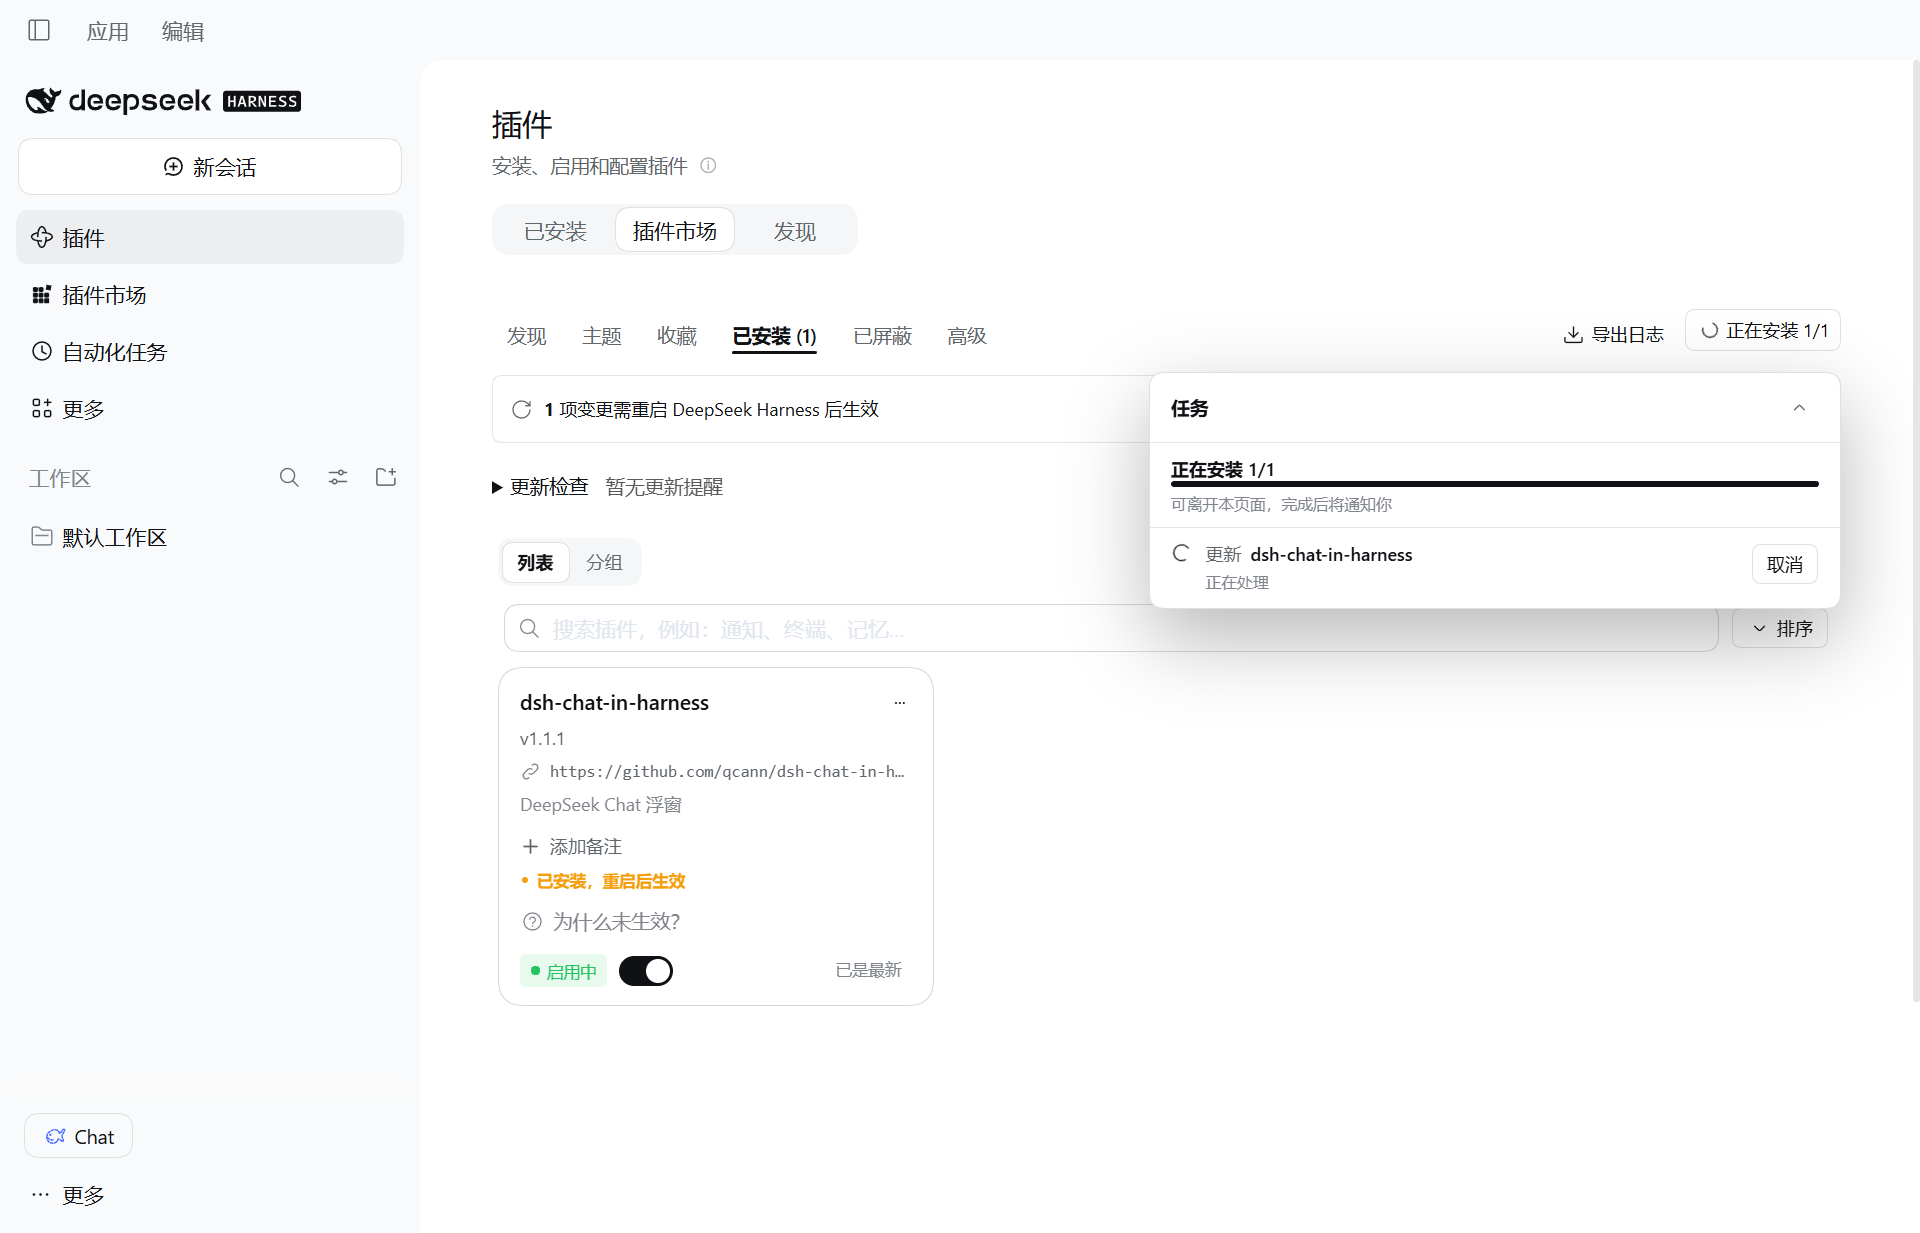 应用
编辑
deepseek HARNESS
新会话
插件
插件市场
自动化任务
更多
工作区
默认工作区
Chat
更多
插件
安装、启用和配置插件
已安装
插件市场
发现
发现
主题
收藏
已安装 (1)
已屏蔽
高级
导出日志
正在安装 1/1
1 项变更需重启 DeepSeek Harness 后生效
任务
正在安装 1/1
可离开本页面，完成后将通知你
更新 dsh-chat-in-harness
正在处理
取消
更新检查 暂无更新提醒
列表
分组
搜索插件，例如：通知、终端、记忆...
排序
dsh-chat-in-harness
v1.1.1
https://github.com/qcann/dsh-chat-in-h…
DeepSeek Chat 浮窗
添加备注
已安装，重启后生效
为什么未生效？
启用中
已是最新